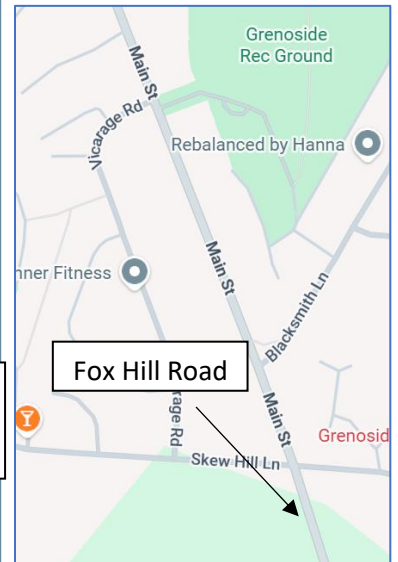 Grenoside
Rec Ground
Main St
Vicarage Rd
Rebalanced by Hanna
Main St
nner Fitness
Blacksmith Ln
Fox Hill Road
Main St
rage Rd
Grenosid
Skew Hill Ln